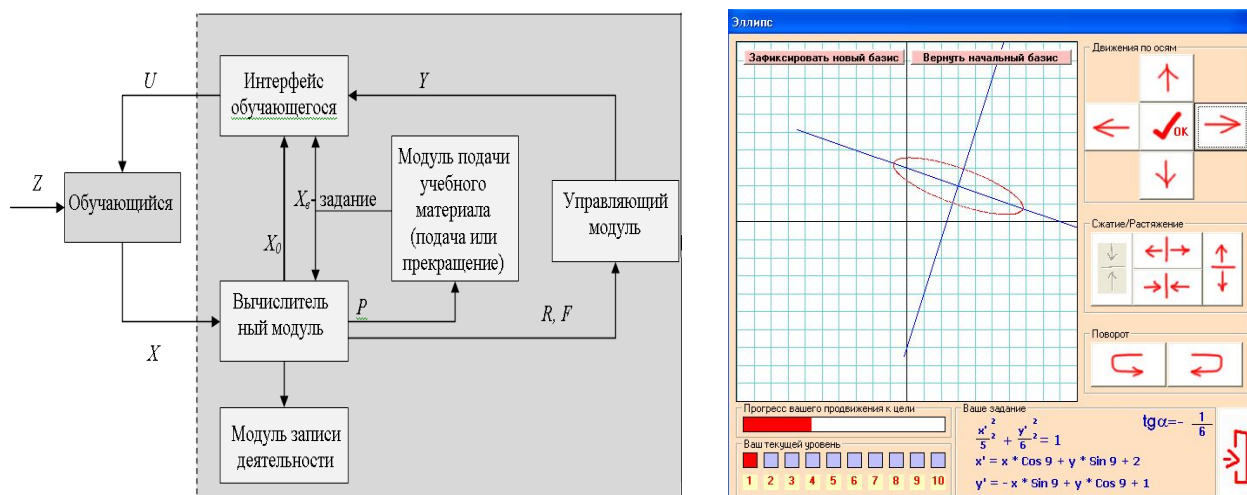 U
Интерфейс
обучающегося
Y
Z
Обучающийся
Xg- задание
Модуль подачи
учебного
материала
(подача или
прекращение)
Управляющий
модуль
X0
Вычислитель
ный модуль
P
R, F
X
Модуль записи
деятельности
Эллипс
Зафиксировать новый базис
Вернуть начальный базис
Движения по осям
OK
Сжатие/Растяжение
Поворот
Прогресс вашего продвижения к цели
Ваш текущий уровень
1 2 3 4 5 6 7 8 9 10
Ваше задание
x'²/5² + y'²/6² = 1
tgα=- 1/6
x' = x * Cos 9 + y * Sin 9 + 2
y' = - x * Sin 9 + y * Cos 9 + 1